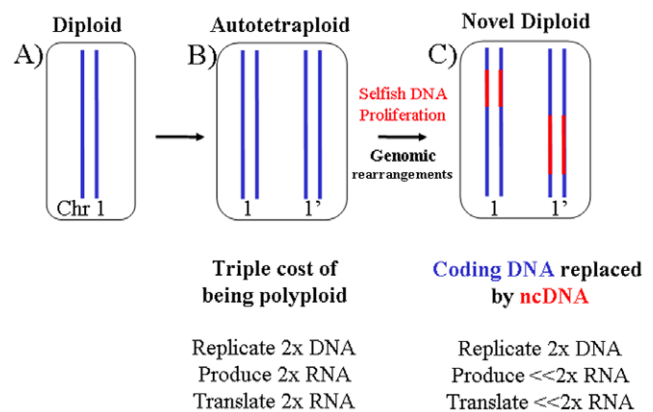 Diploid
Autotetraploid
Novel Diploid
A)
B)
C)
Selfish DNA
Proliferation
Genomic
rearrangements
Chr 1
1
1’
1
1’
Triple cost of
being polyploid
Coding DNA replaced
by ncDNA
Replicate 2x DNA
Produce 2x RNA
Translate 2x RNA
Replicate 2x DNA
Produce <<2x RNA
Translate <<2x RNA